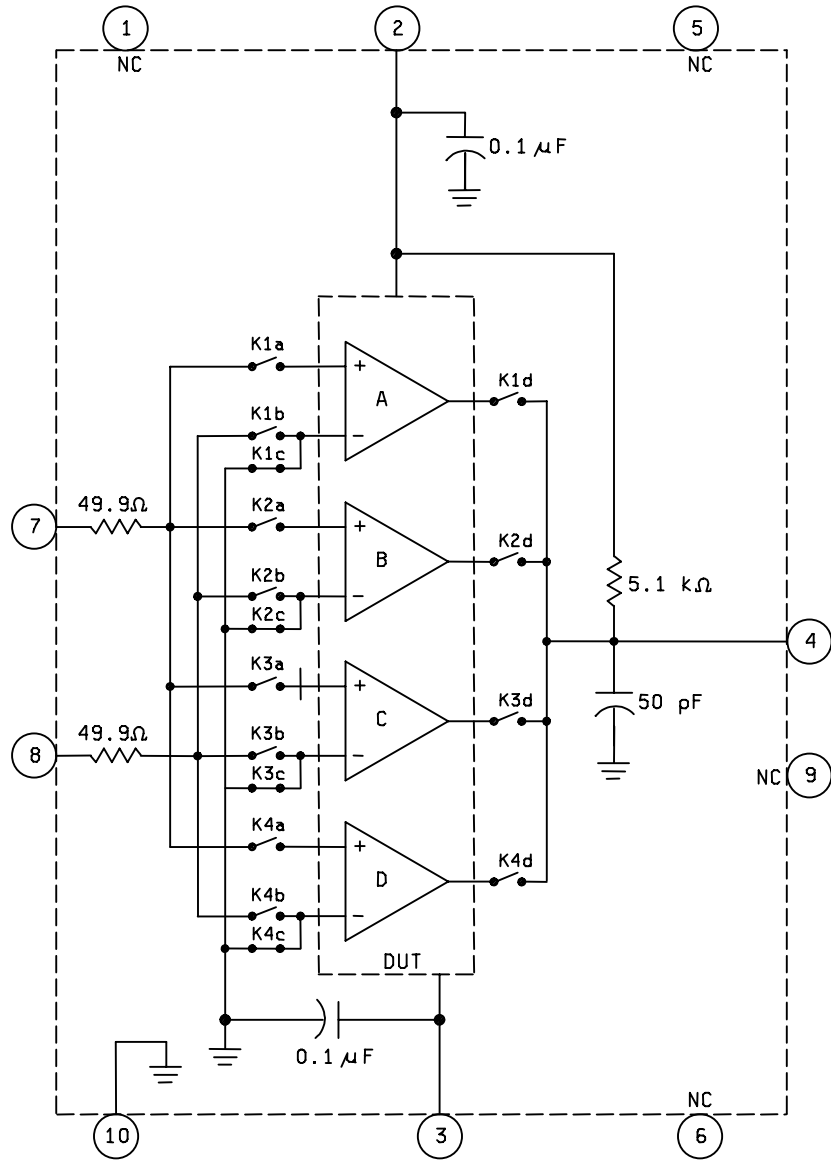 1
2
5
NC
NC
0.1 μF
K1a
+
A
K1d
K1b
−
K1c
49.9Ω
7
K2a
+
B
K2d
K2b
−
K2c
5.1 kΩ
4
K3a
+
C
K3d
50 pF
49.9Ω
8
K3b
−
K3c
NC
9
K4a
+
D
K4d
K4b
−
K4c
DUT
0.1 μF
NC
10
3
6